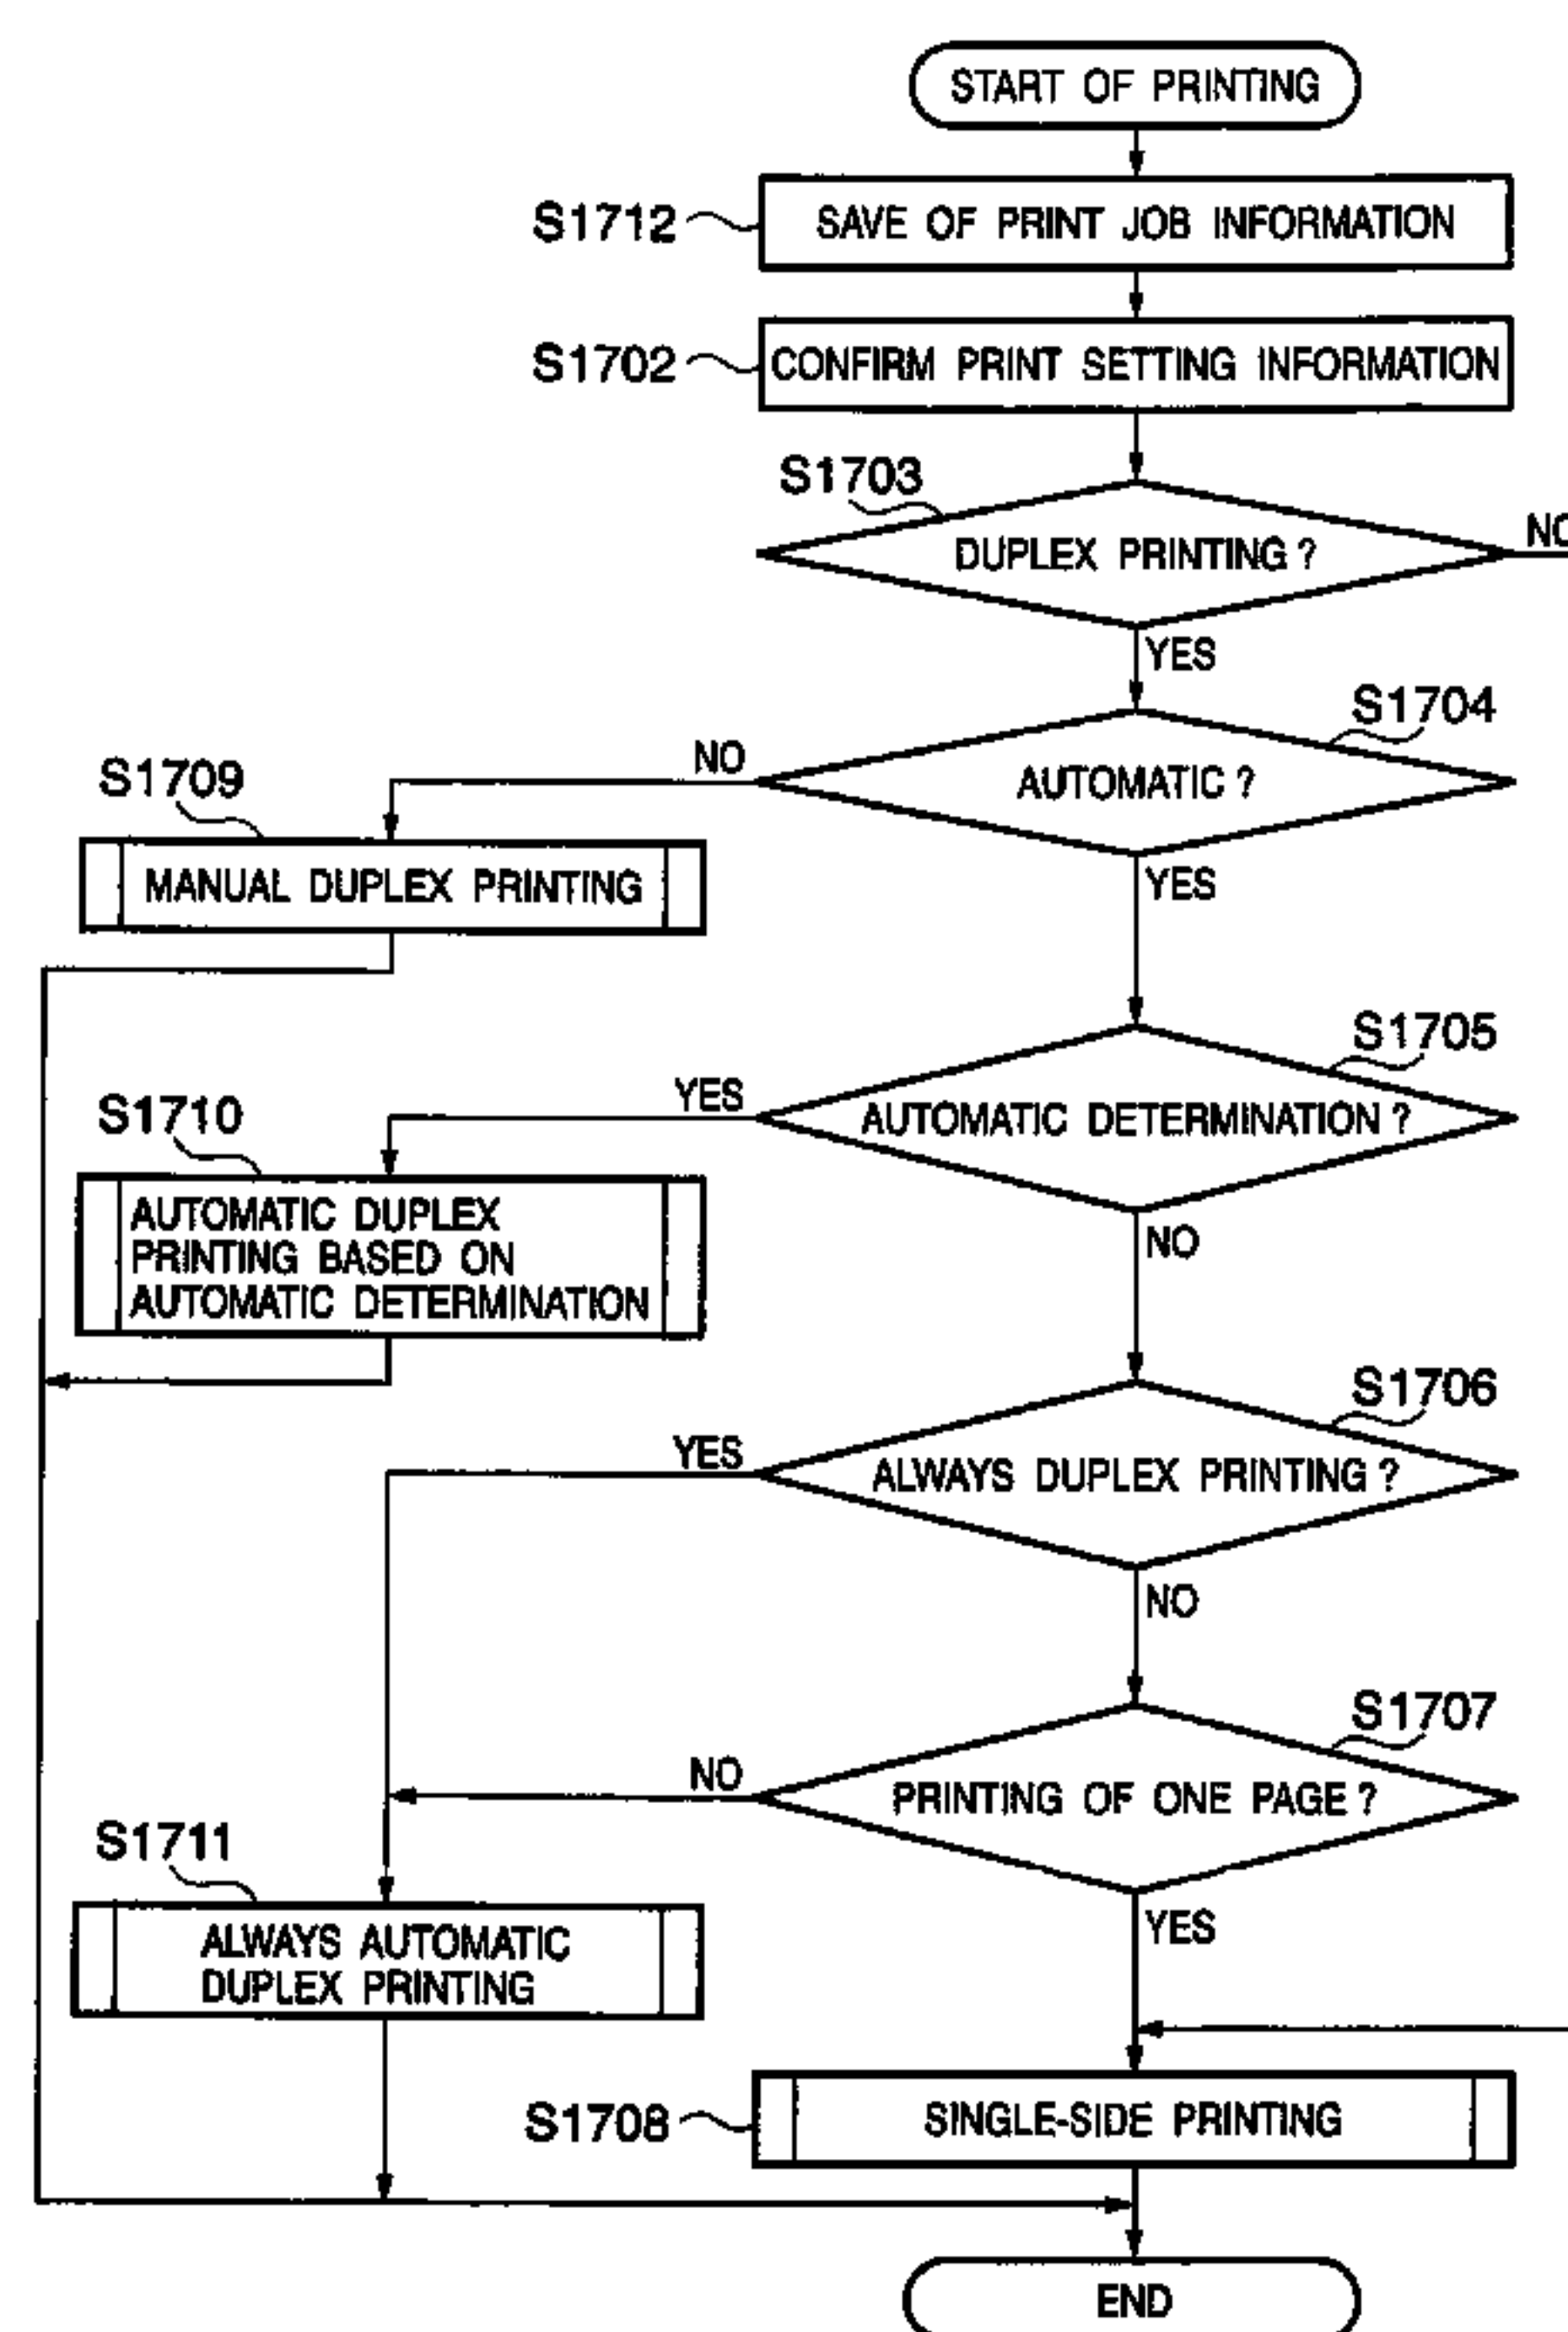 START OF PRINTING
S1712
SAVE OF PRINT JOB INFORMATION
S1702
CONFIRM PRINT SETTING INFORMATION
S1703
DUPLEX PRINTING ?
NO
YES
S1704
AUTOMATIC ?
NO
YES
S1709
MANUAL DUPLEX PRINTING
S1705
AUTOMATIC DETERMINATION ?
YES
NO
S1710
AUTOMATIC DUPLEX
PRINTING BASED ON
AUTOMATIC DETERMINATION
S1706
ALWAYS DUPLEX PRINTING ?
YES
NO
S1707
PRINTING OF ONE PAGE ?
NO
YES
S1711
ALWAYS AUTOMATIC
DUPLEX PRINTING
S1708
SINGLE-SIDE PRINTING
END